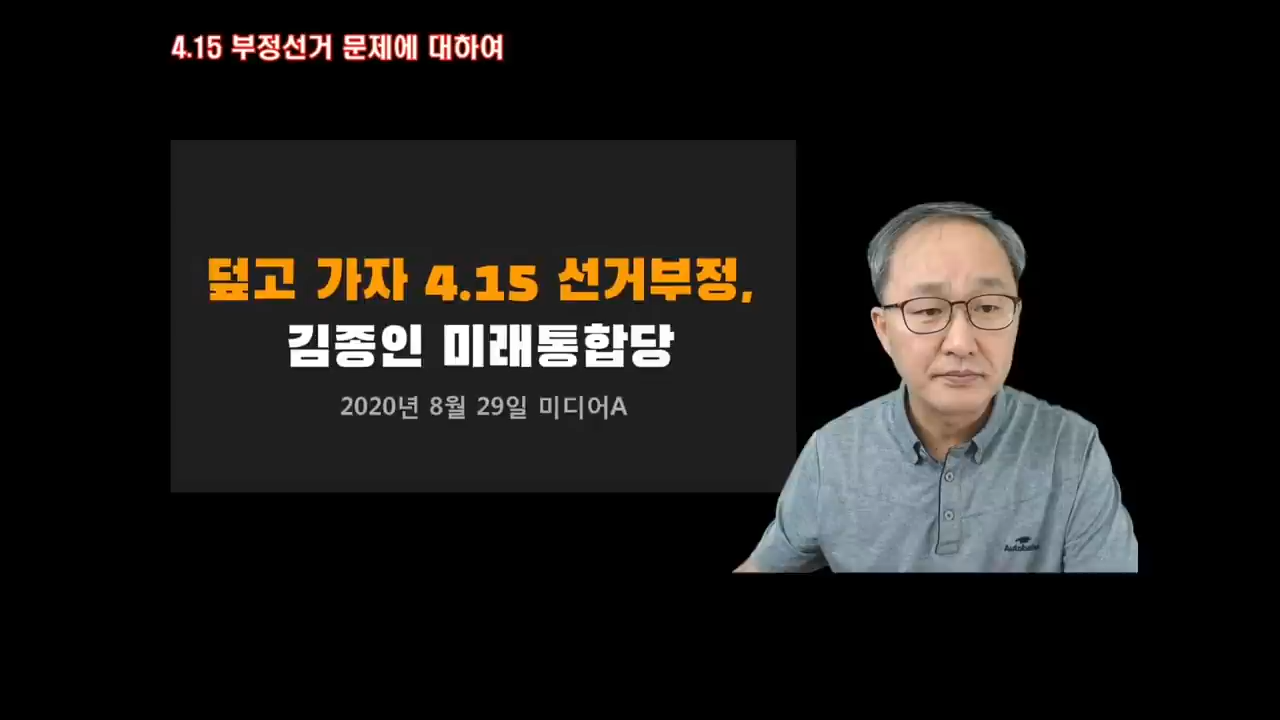 4.15 부정선거 문제에 대하여
덮고 가자 4.15 선거부정,
김종인 미래통합당
2020년 8월 29일 미디어A